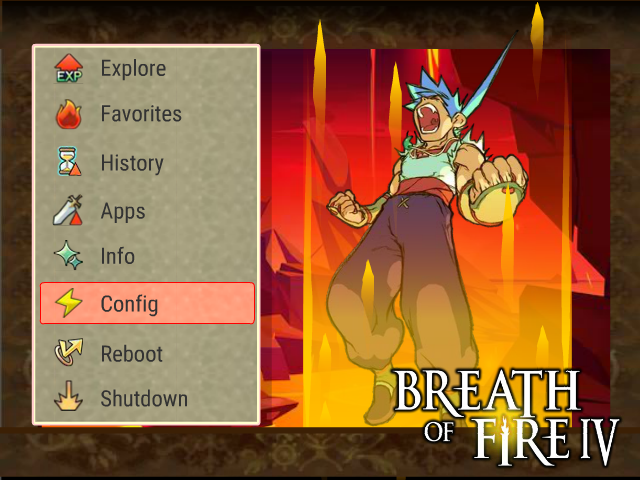 EXP
Explore
Favorites
History
Apps
Info
Config
Reboot
Shutdown
BREATH
OF FIRE IV